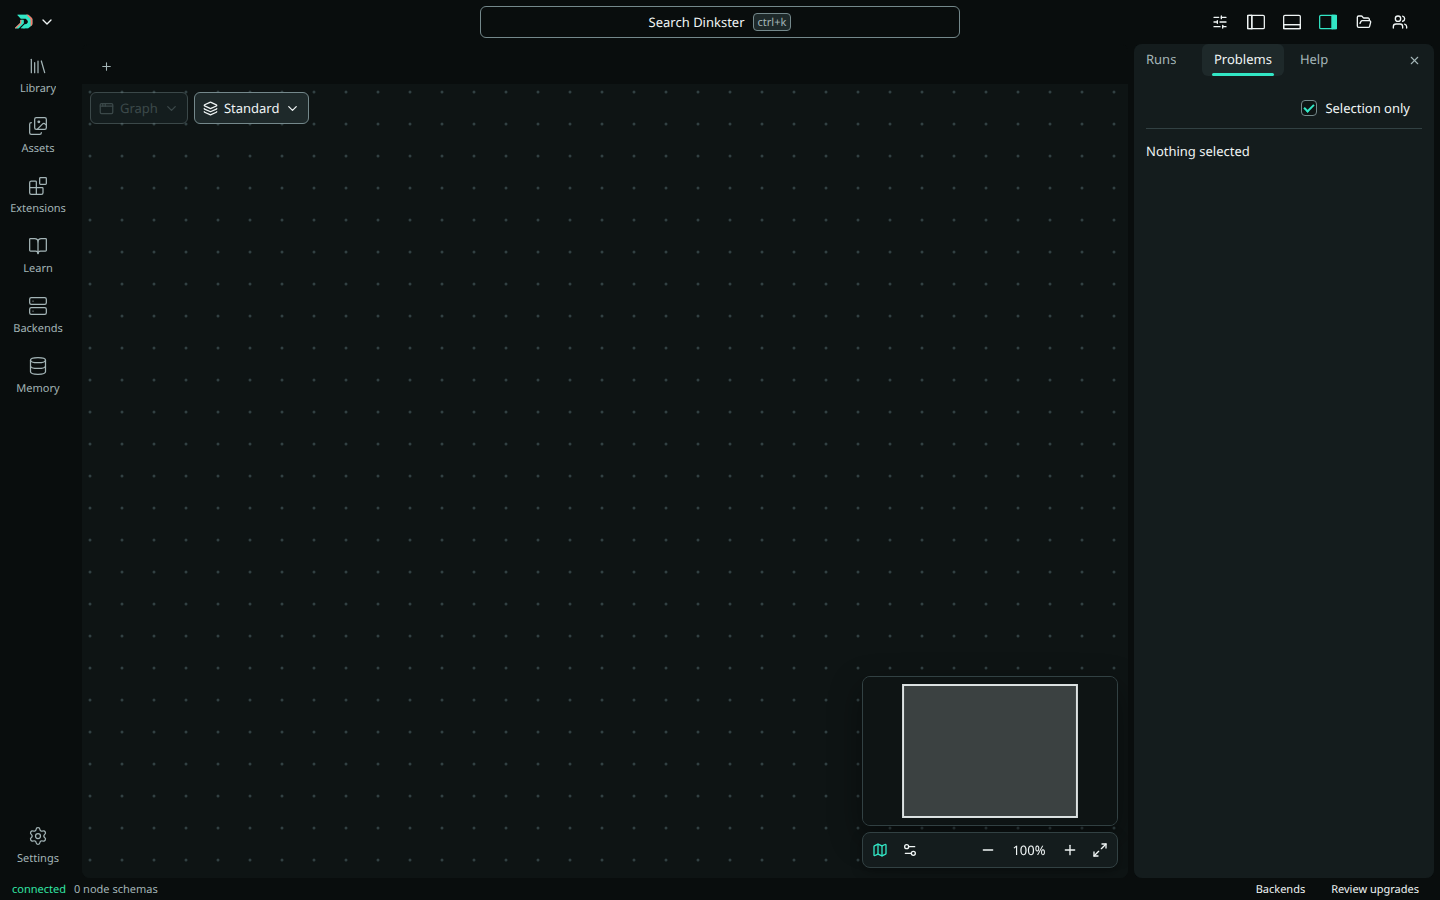 Search Dinkster ctrl+k
Runs
Problems
Help
Library
Assets
Extensions
Learn
Backends
Memory
Settings
Graph
Standard
Selection only
Nothing selected
100%
connected
0 node schemas
Backends
Review upgrades